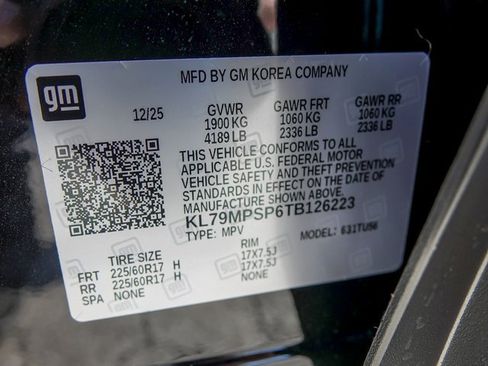 gm
MFD BY GM KOREA COMPANY
12/25 GVWR GAWR FRT GAWR RR
1900 KG 1060 KG 1060 KG
4189 LB 2336 LB 2336 LB
THIS VEHICLE CONFORMS TO ALL
APPLICABLE U.S. FEDERAL MOTOR
VEHICLE SAFETY AND THEFT PREVENTION
STANDARDS IN EFFECT ON THE DATE OF
MANUFACTURE SHOWN ABOVE.
KL79MPSP6TB126223
TYPE: MPV MODEL: 631TU56
TIRE SIZE RIM
FRT 225/60R17 H 17X7.5J
RR 225/60R17 H 17X7.5J
SPA NONE NONE